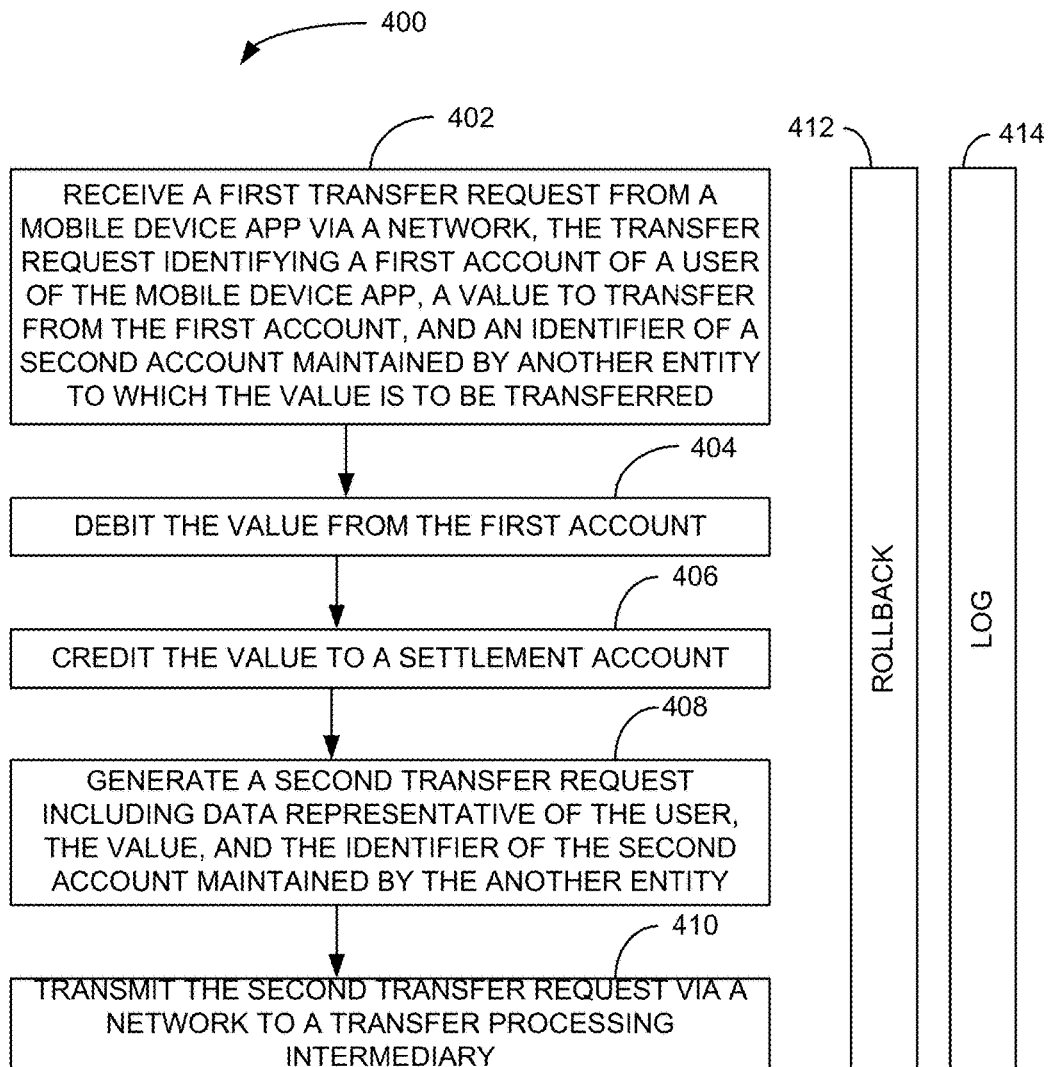 400
402
412
414
RECEIVE A FIRST TRANSFER REQUEST FROM A
MOBILE DEVICE APP VIA A NETWORK, THE TRANSFER
REQUEST IDENTIFYING A FIRST ACCOUNT OF A USER
OF THE MOBILE DEVICE APP, A VALUE TO TRANSFER
FROM THE FIRST ACCOUNT, AND AN IDENTIFIER OF A
SECOND ACCOUNT MAINTAINED BY ANOTHER ENTITY
TO WHICH THE VALUE IS TO BE TRANSFERRED
404
DEBIT THE VALUE FROM THE FIRST ACCOUNT
406
CREDIT THE VALUE TO A SETTLEMENT ACCOUNT
408
GENERATE A SECOND TRANSFER REQUEST
INCLUDING DATA REPRESENTATIVE OF THE USER,
THE VALUE, AND THE IDENTIFIER OF THE SECOND
ACCOUNT MAINTAINED BY THE ANOTHER ENTITY
410
TRANSMIT THE SECOND TRANSFER REQUEST VIA A
NETWORK TO A TRANSFER PROCESSING
INTERMEDIARY
ROLLBACK
LOG